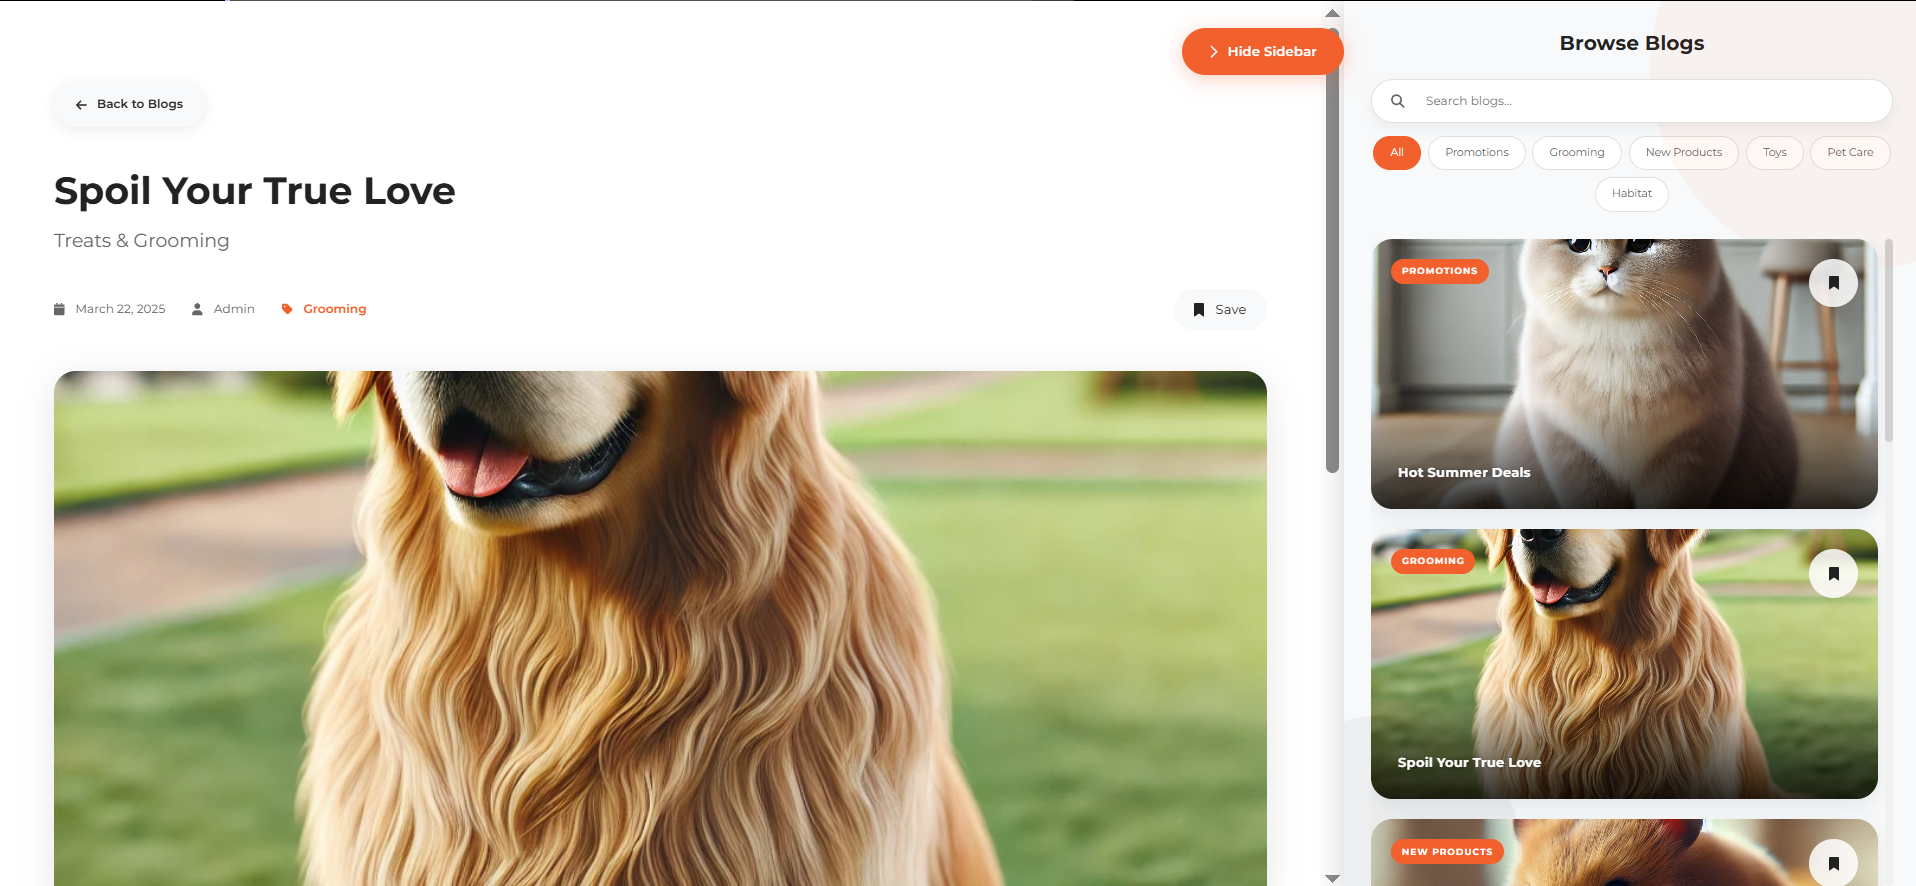 Hide Sidebar
Back to Blogs
Spoil Your True Love
Treats & Grooming
March 22, 2025
Admin
Grooming
Save
Browse Blogs
Search blogs...
All
Promotions
Grooming
New Products
Toys
Pet Care
Habitat
PROMOTIONS
Hot Summer Deals
GROOMING
Spoil Your True Love
NEW PRODUCTS